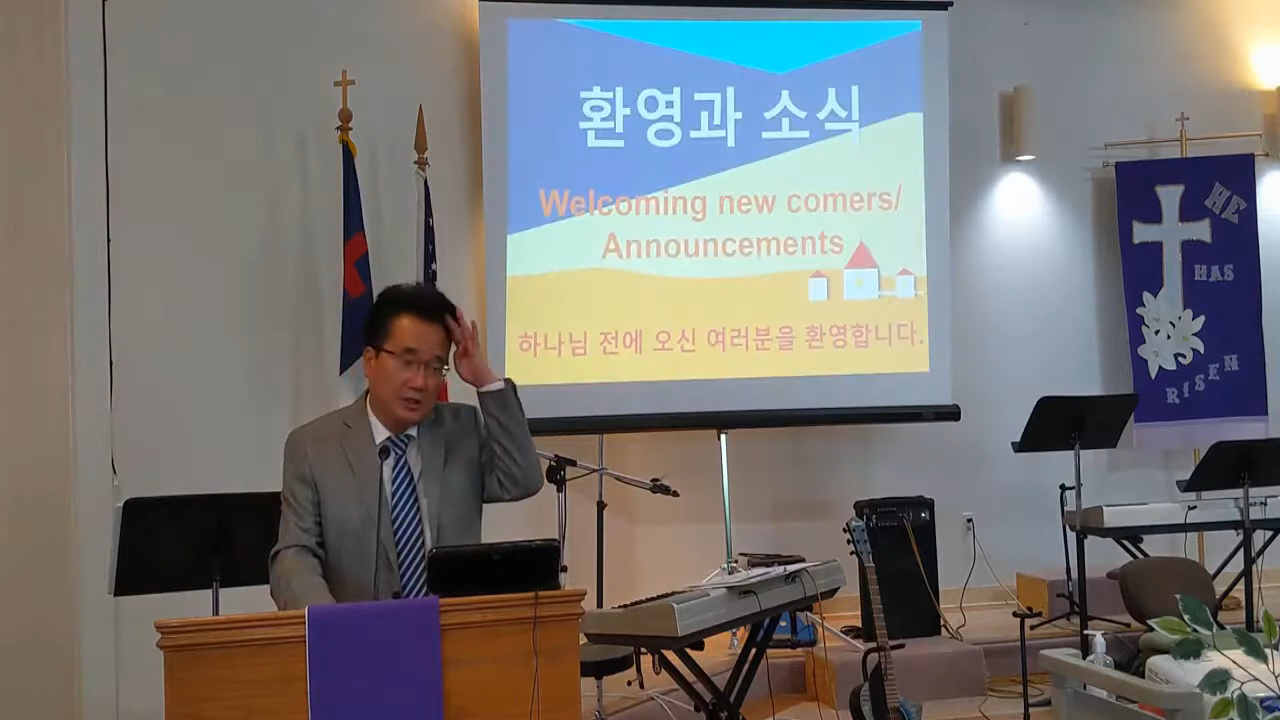 환영과 소식
Welcoming new comers/
Announcements
하나님 전에 오신 여러분을 환영합니다.
HE
HAS
RISEN